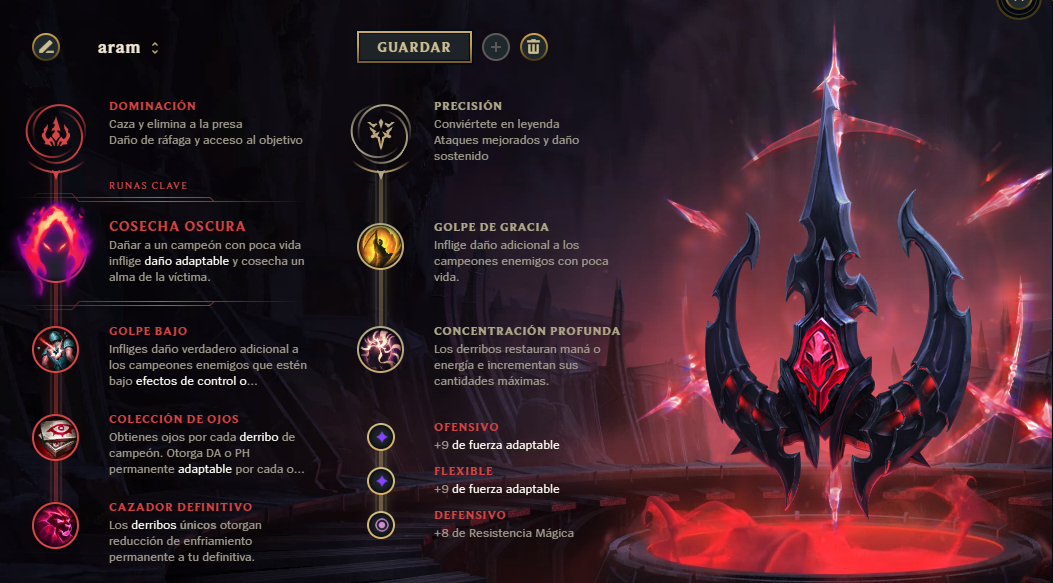 aram
GUARDAR
DOMINACIÓN
Caza y elimina a la presa
Daño de ráfaga y acceso al objetivo
RUNAS CLAVE
COSECHA OSCURA
Dañar a un campeón con poca vida
inflige daño adaptable y cosecha un
alma de la víctima.
GOLPE BAJO
Infliges daño verdadero adicional a
los campeones enemigos que estén
bajo efectos de control o...
COLECCIÓN DE OJOS
Obtienes ojos por cada derribo de
campeón. Otorga DA o PH
permanente adaptable por cada o...
CAZADOR DEFINITIVO
Los derribos únicos otorgan
reducción de enfriamiento
permanente a tu definitiva.
PRECISIÓN
Conviértete en leyenda
Ataques mejorados y daño
sostenido
GOLPE DE GRACIA
Inflige daño adicional a los
campeones enemigos con poca
vida.
CONCENTRACIÓN PROFUNDA
Los derribos restauran maná o
energía e incrementan sus
cantidades máximas.
OFENSIVO
+9 de fuerza adaptable
FLEXIBLE
+9 de fuerza adaptable
DEFENSIVO
+8 de Resistencia Mágica